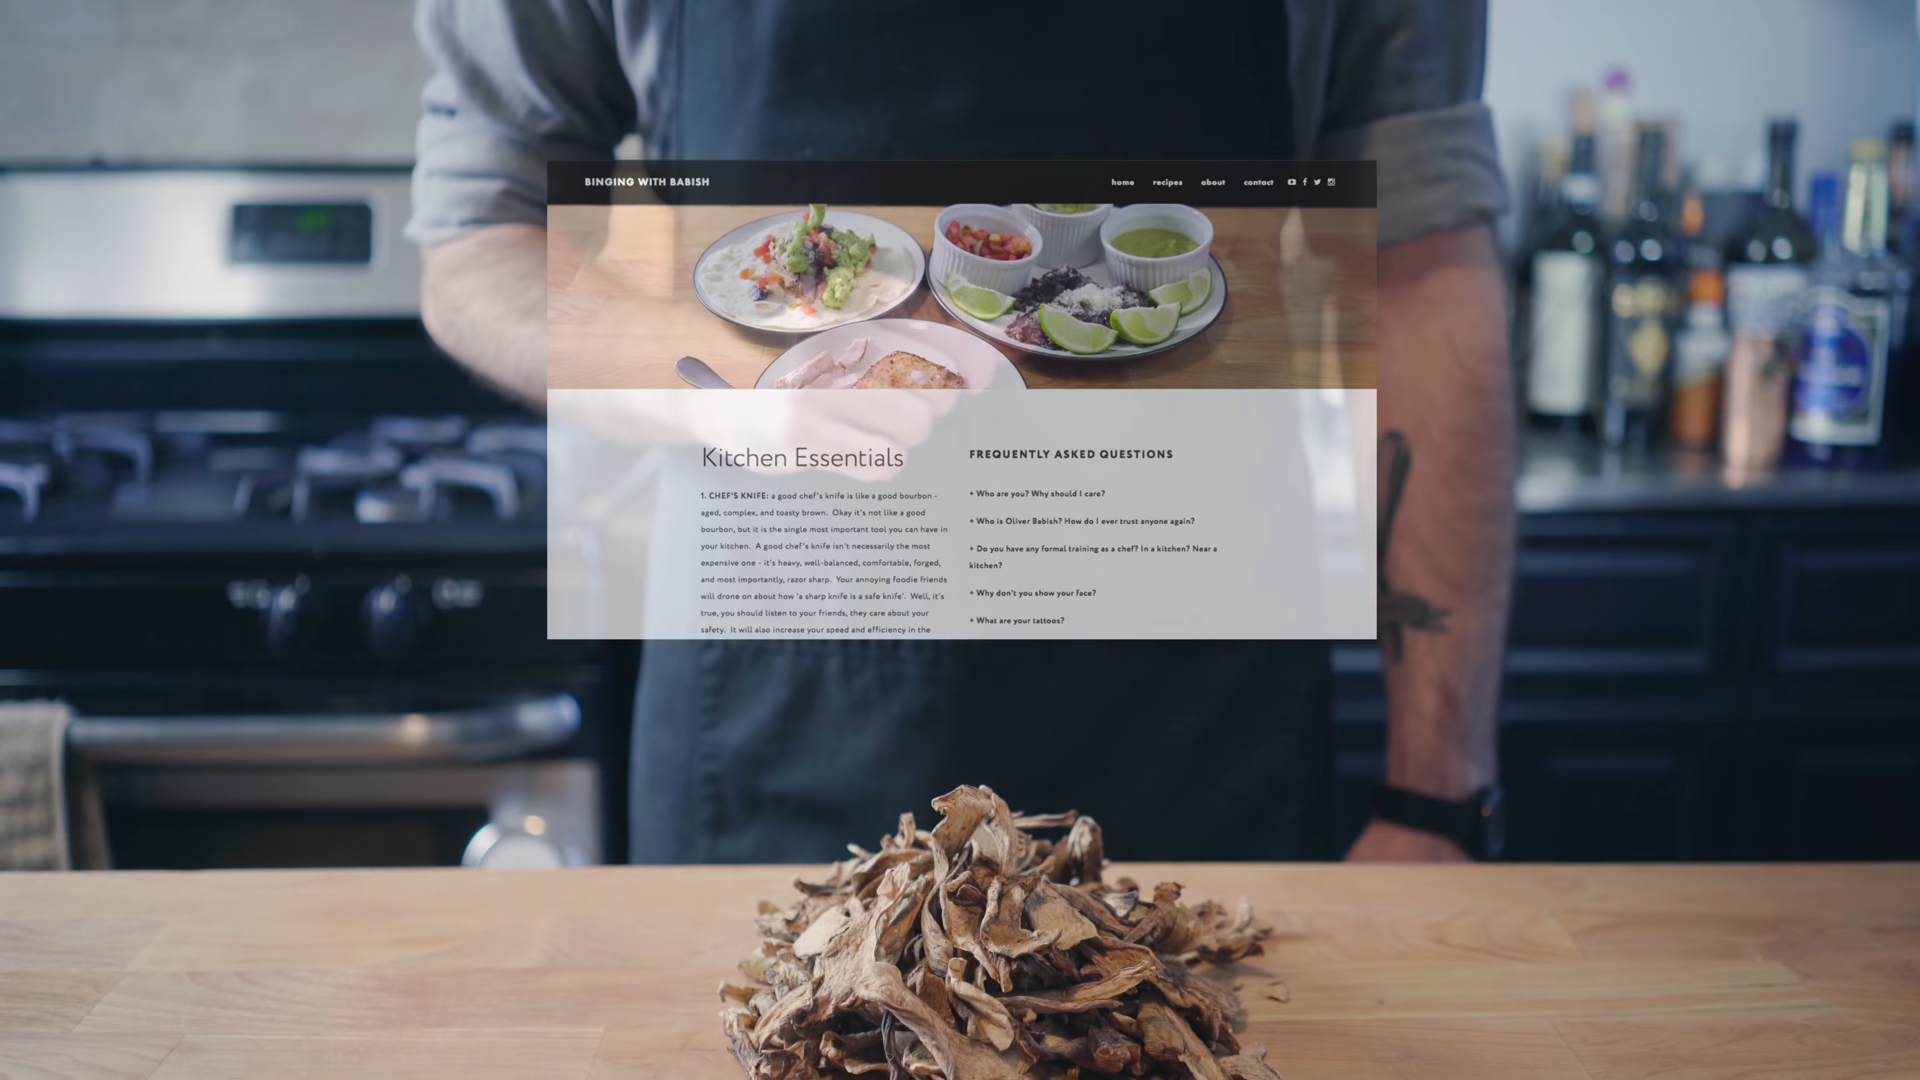 BINGING WITH BABISH
home recipes about contact
Kitchen Essentials
1. CHEF'S KNIFE: a good chef's knife is like a good bourbon -
aged, complex, and toasty brown. Okay it's not like a good
bourbon, but it is the single most important tool you can have in
your kitchen. A good chef's knife isn't necessarily the most
expensive one - it's heavy, well-balanced, comfortable, forged,
and most importantly, razor sharp. Your annoying foodie friends
will drone on about how 'a sharp knife is a safe knife'. Well, it's
true, you should listen to your friends, they care about your
safety. It will also increase your speed and efficiency in the
FREQUENTLY ASKED QUESTIONS
+ Who are you? Why should I care?
+ Who is Oliver Babish? How do I ever trust anyone again?
+ Do you have any formal training as a chef? In a kitchen? Near a
kitchen?
+ Why don't you show your face?
+ What are your tattoos?